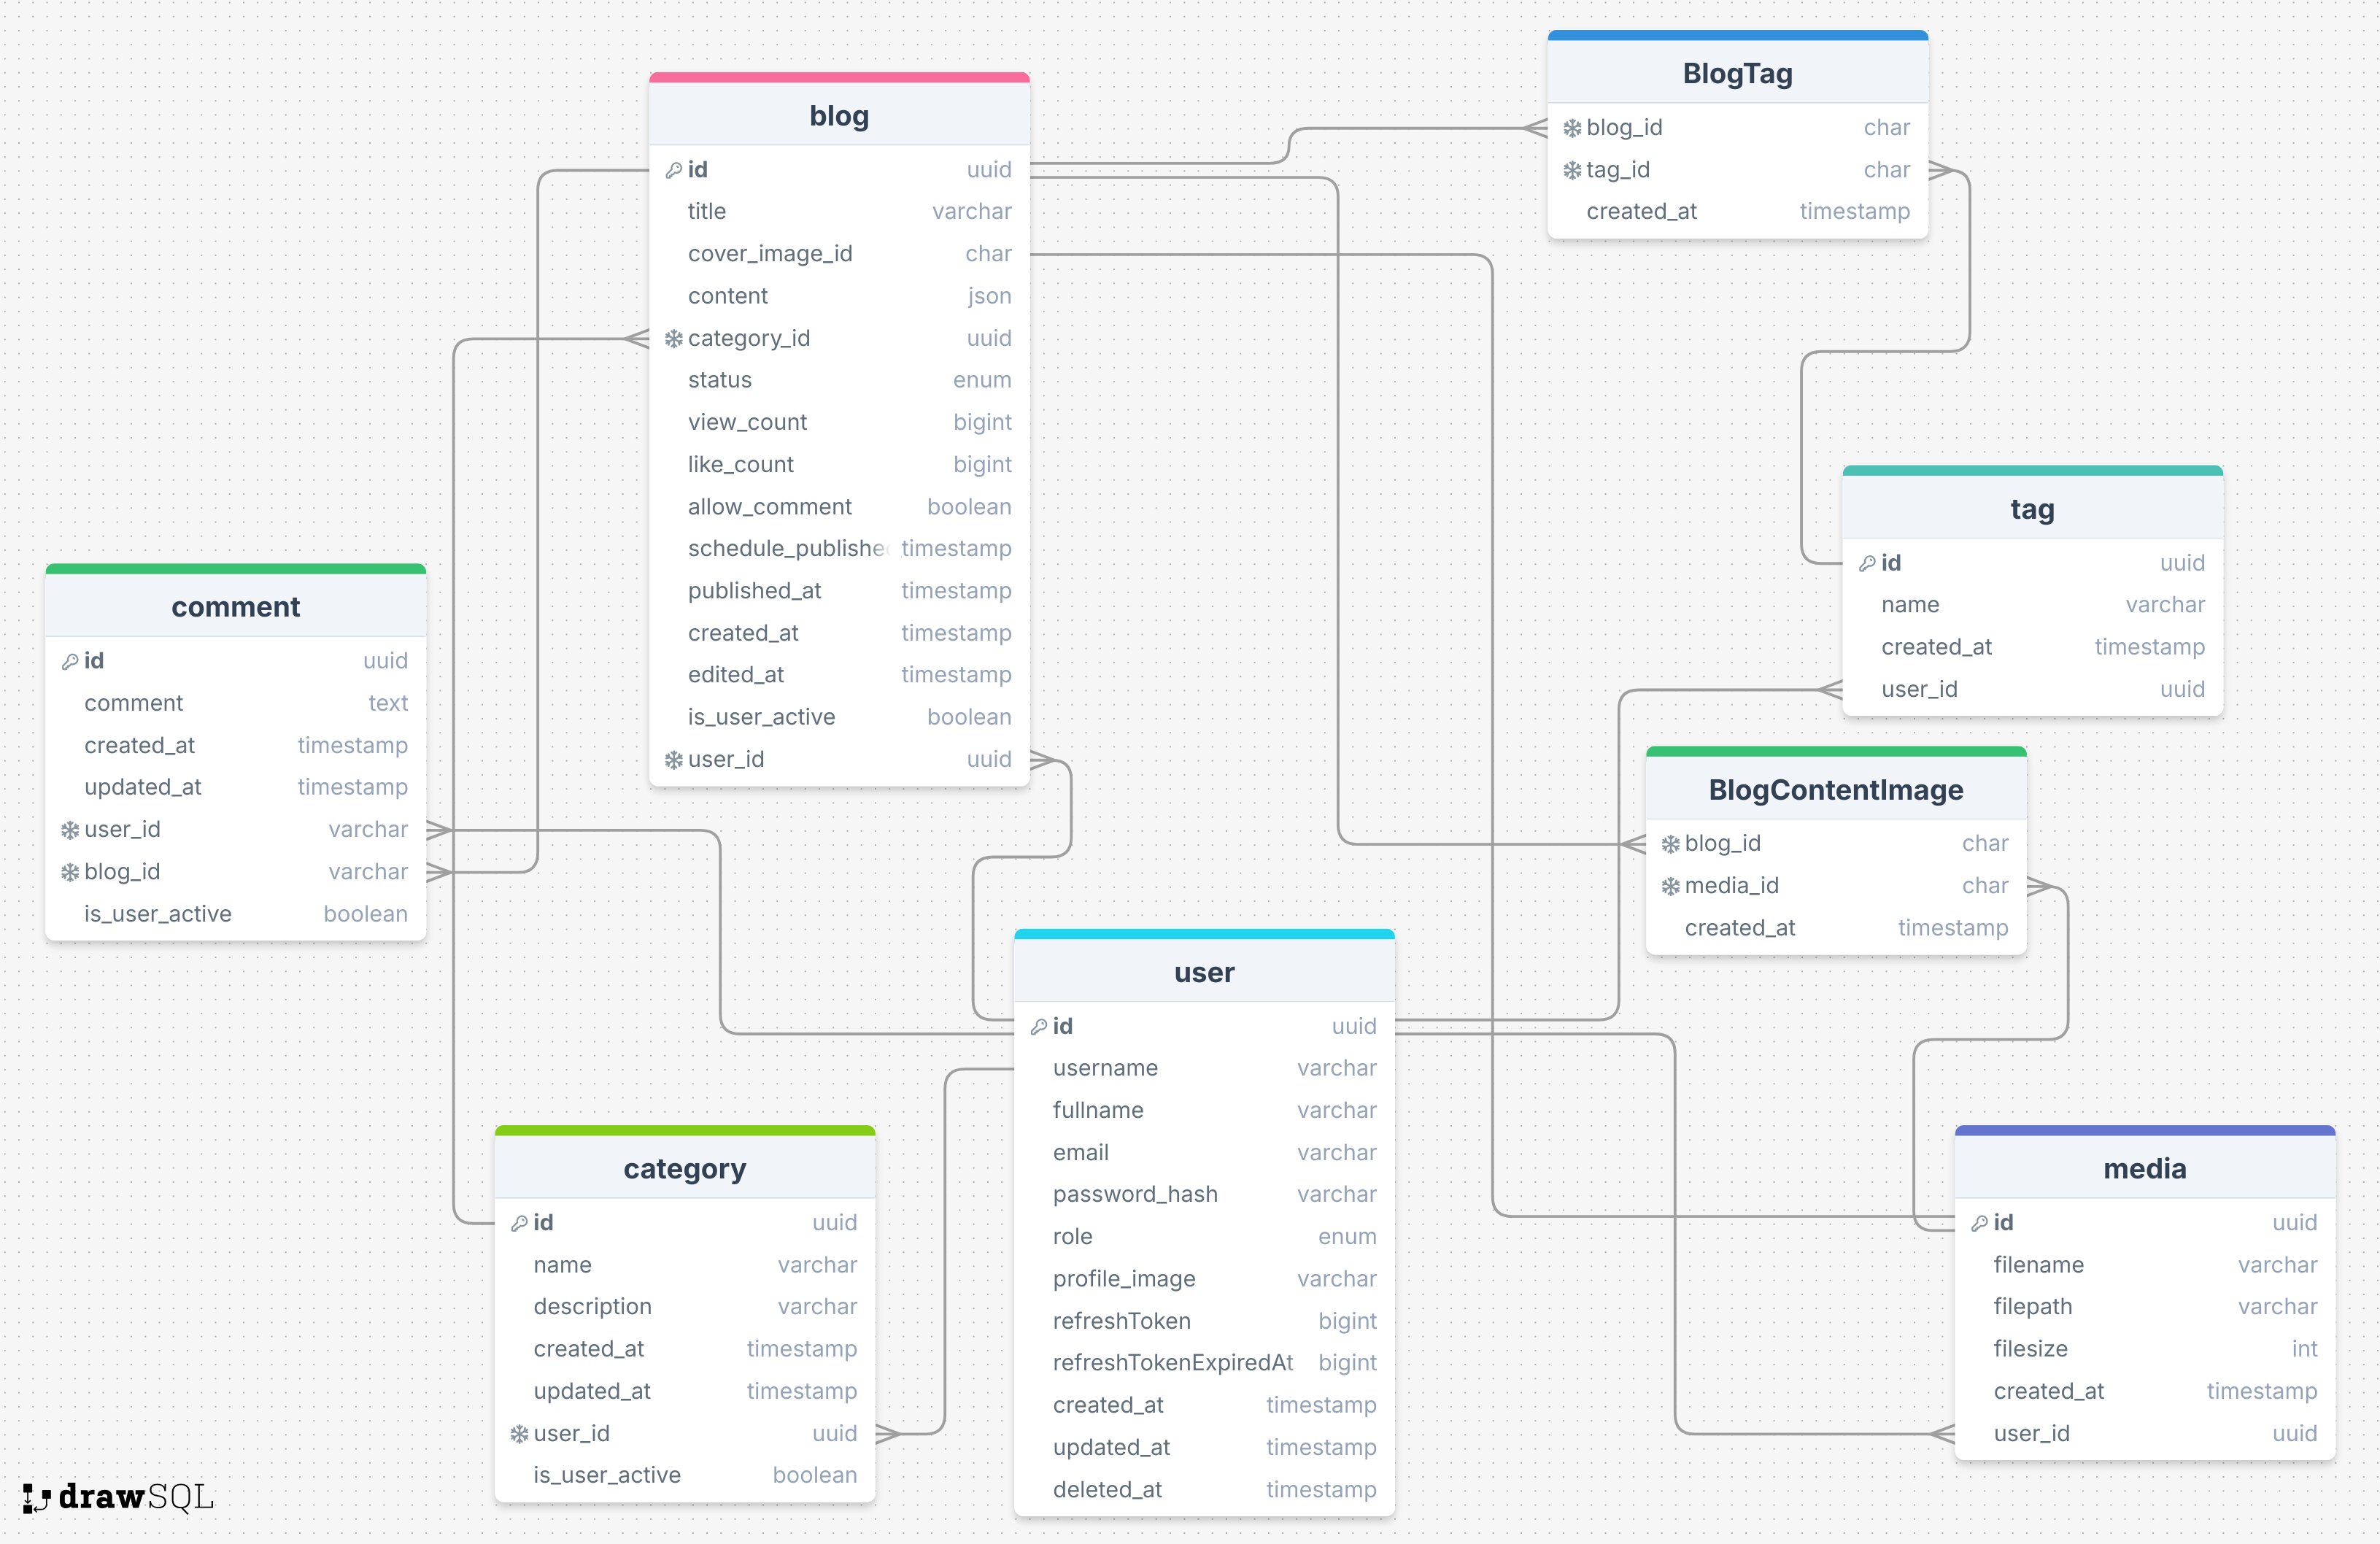 blog
id uuid
title varchar
cover_image_id char
content json
category_id uuid
status enum
view_count bigint
like_count bigint
allow_comment boolean
schedule_publishe timestamp
published_at timestamp
created_at timestamp
edited_at timestamp
is_user_active boolean
user_id uuid
BlogTag
blog_id char
tag_id char
created_at timestamp
tag
id uuid
name varchar
created_at timestamp
user_id uuid
comment
id uuid
comment text
created_at timestamp
updated_at timestamp
user_id varchar
blog_id varchar
is_user_active boolean
BlogContentImage
blog_id char
media_id char
created_at timestamp
user
id uuid
username varchar
fullname varchar
email varchar
password_hash varchar
role enum
profile_image varchar
refreshToken bigint
refreshTokenExpiredAt bigint
created_at timestamp
updated_at timestamp
deleted_at timestamp
category
id uuid
name varchar
description varchar
created_at timestamp
updated_at timestamp
user_id uuid
is_user_active boolean
media
id uuid
filename varchar
filepath varchar
filesize int
created_at timestamp
user_id uuid
drawSQL